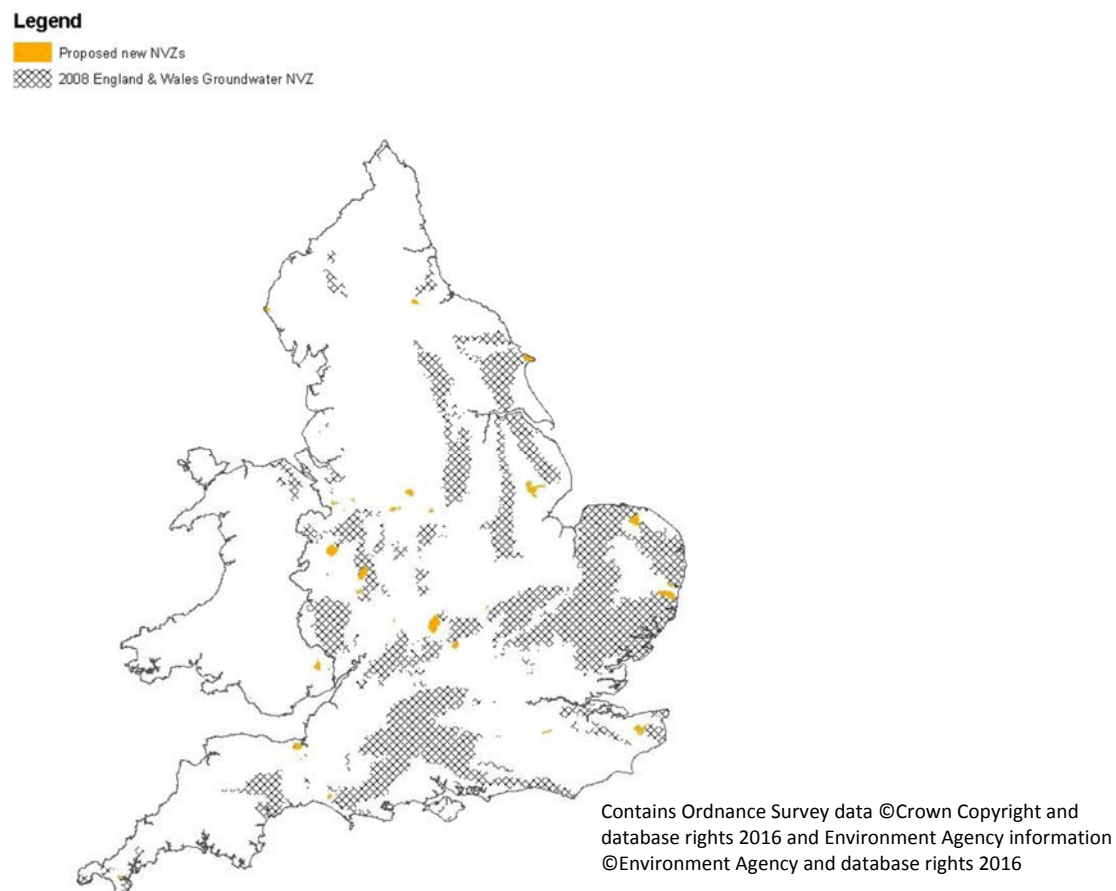 Legend
Proposed new NVZs
2008 England & Wales Groundwater NVZ
Contains Ordnance Survey data ©Crown Copyright and
database rights 2016 and Environment Agency information
©Environment Agency and database rights 2016